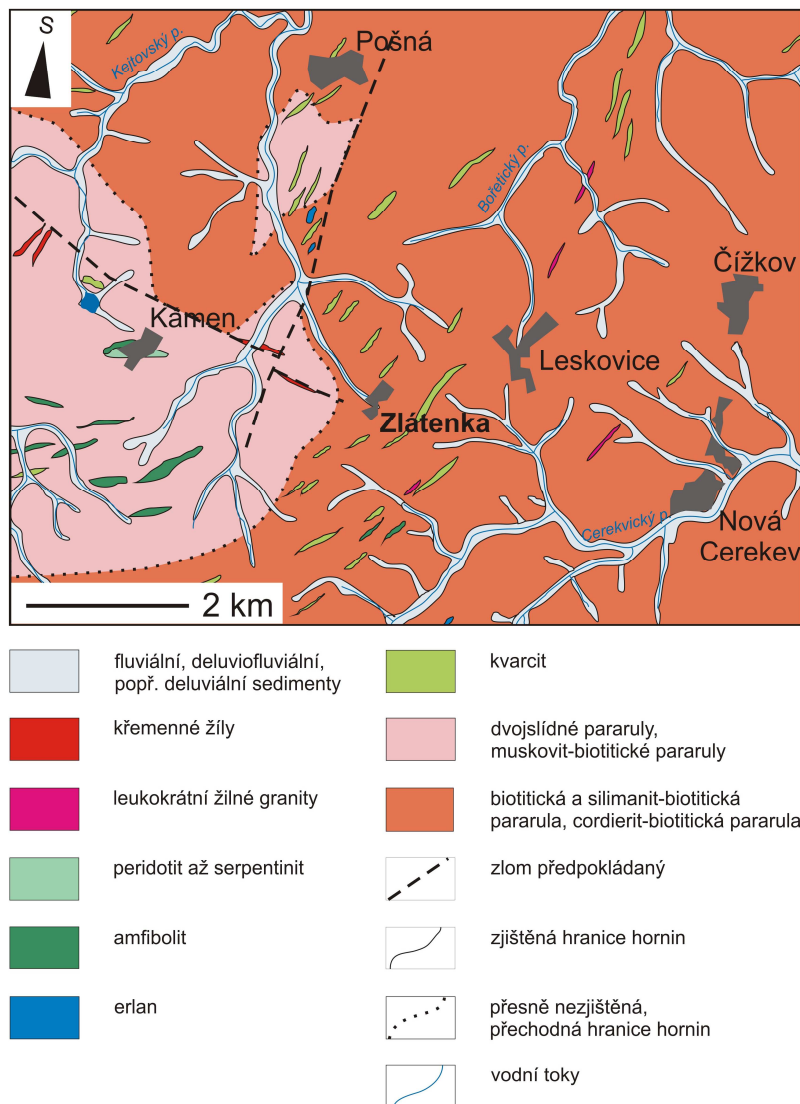 S
Kejtovský p.
Pošná
Bořetický p.
Čížkov
Kámen
Leskovice
Zlátenka
Cerekvický p.
Nová
Cerekev
2 km
fluviální, deluviofluviální,
popř. deluviální sedimenty
křemenné žíly
leukokrátní žilné granity
peridotit až serpentinit
amfibolit
erlan
kvarcit
dvojslídné pararuly,
muskovit-biotitické pararuly
biotitická a silimanit-biotitická
pararula, cordierit-biotitická pararula
zlom předpokládaný
zjištěná hranice hornin
přesně nezjištěná,
přechodná hranice hornin
vodní toky